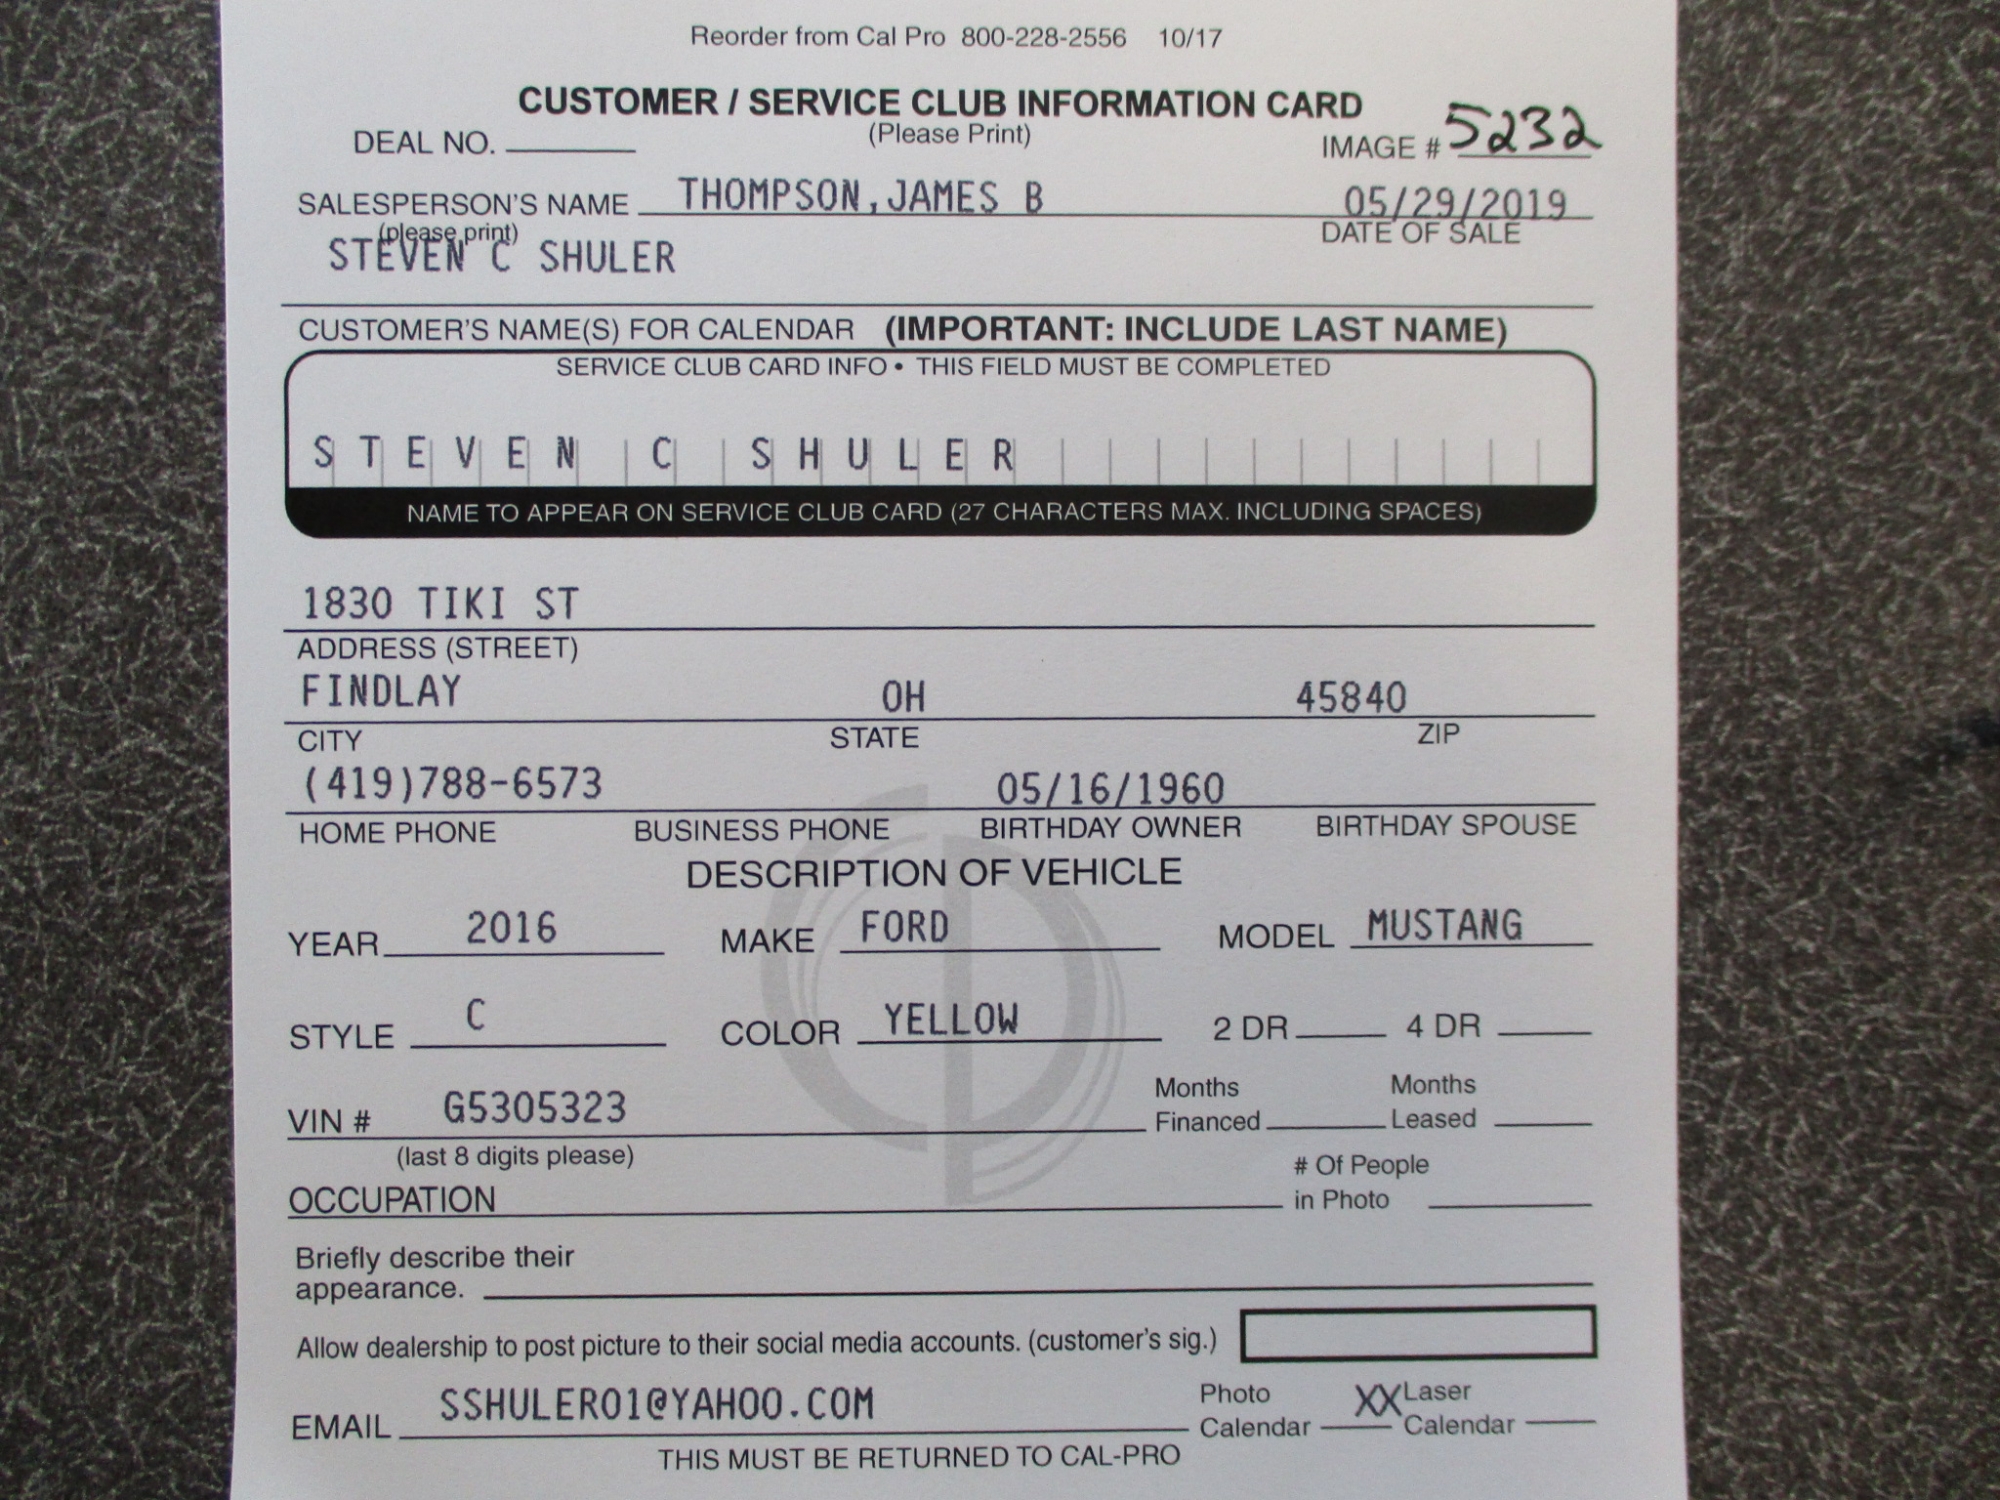 Reorder from Cal Pro 800-228-2556 10/17
CUSTOMER / SERVICE CLUB INFORMATION CARD
DEAL NO. (Please Print) IMAGE # 5232
SALESPERSON'S NAME THOMPSON,JAMES B 05/29/2019
(please print) DATE OF SALE
STEVEN C SHULER
CUSTOMER'S NAME(S) FOR CALENDAR (IMPORTANT: INCLUDE LAST NAME)
SERVICE CLUB CARD INFO • THIS FIELD MUST BE COMPLETED
STEVEN C SHULER
NAME TO APPEAR ON SERVICE CLUB CARD (27 CHARACTERS MAX. INCLUDING SPACES)
1830 TIKI ST
ADDRESS (STREET)
FINDLAY OH 45840
CITY STATE ZIP
(419)788-6573 05/16/1960
HOME PHONE BUSINESS PHONE BIRTHDAY OWNER BIRTHDAY SPOUSE
DESCRIPTION OF VEHICLE
YEAR 2016 MAKE FORD MODEL MUSTANG
STYLE C COLOR YELLOW 2 DR 4 DR
VIN # G5305323 Months Financed Months Leased
(last 8 digits please)
OCCUPATION # Of People in Photo
Briefly describe their
appearance.
Allow dealership to post picture to their social media accounts. (customer's sig.)
EMAIL SSHULER01@YAHOO.COM Photo Calendar XX Laser Calendar
THIS MUST BE RETURNED TO CAL-PRO